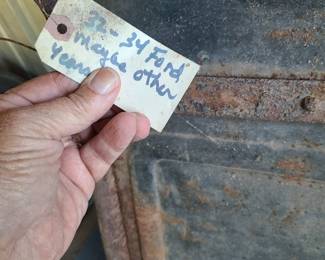 32-34 Ford
maybe other
years